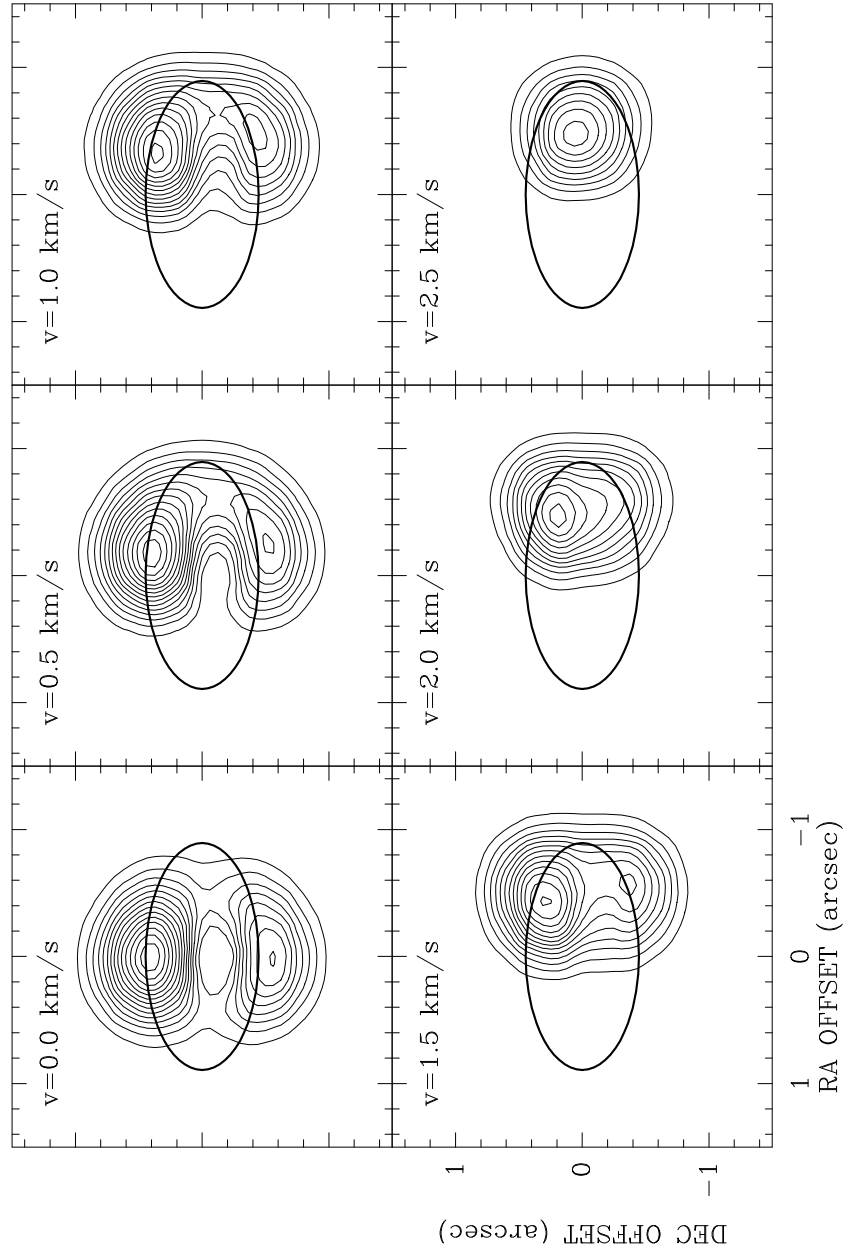 v=0.0 km/s
v=0.5 km/s
v=1.0 km/s
v=1.5 km/s
v=2.0 km/s
v=2.5 km/s
1
0
−1
DEC OFFSET (arcsec)
1
0
−1
RA OFFSET (arcsec)